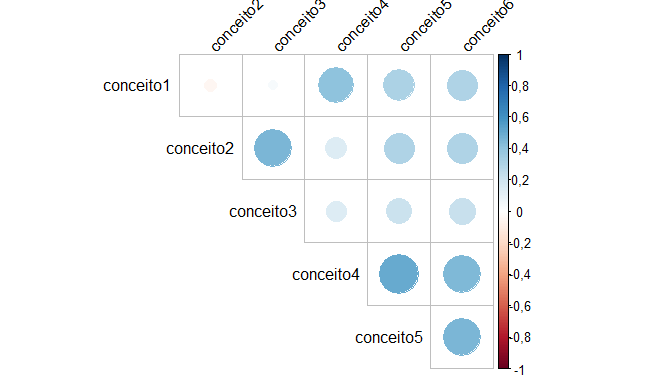 conceito2
conceito3
conceito4
conceito5
conceito6
conceito1
conceito2
conceito3
conceito4
conceito5
1
0,8
0,6
0,4
0,2
0
-0,2
-0,4
-0,6
-0,8
-1